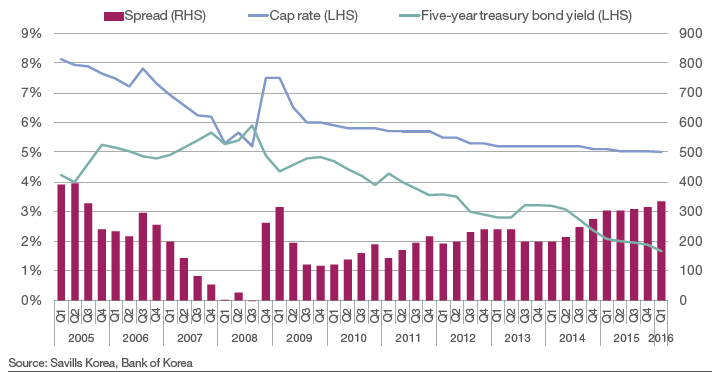 Spread (RHS) Cap rate (LHS) Five-year treasury bond yield (LHS)
9% 900
8% 800
7% 700
6% 600
5% 500
4% 400
3% 300
2% 200
1% 100
0% 0
Q1 Q2 Q3 Q4 Q1 Q2 Q3 Q4 Q1 Q2 Q3 Q4 Q1 Q2 Q3 Q4 Q1 Q2 Q3 Q4 Q1 Q2 Q3 Q4 Q1 Q2 Q3 Q4 Q1 Q2 Q3 Q4 Q1 Q2 Q3 Q4 Q1 Q2 Q3 Q4 Q1 Q2 Q3 Q4 Q1
2005 2006 2007 2008 2009 2010 2011 2012 2013 2014 2015 2016
Source: Savills Korea, Bank of Korea